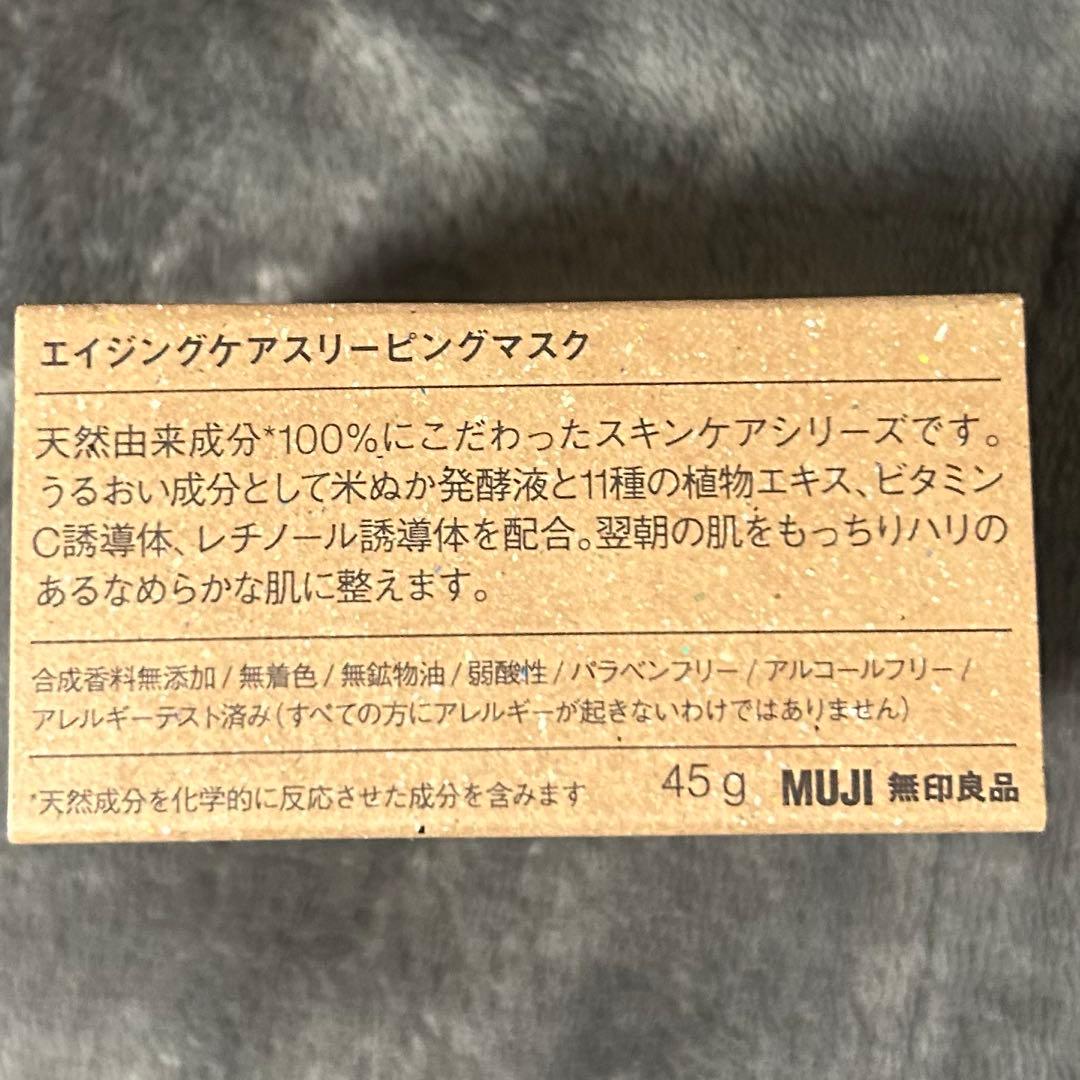 エイジングケアスリーピングマスク
天然由来成分*100%にこだわったスキンケアシリーズです。
うるおい成分として米ぬか発酵液と11種の植物エキス、ビタミン
C誘導体、レチノール誘導体を配合。翌朝の肌をもっちりハリの
あるなめらかな肌に整えます。
合成香料無添加 / 無着色 / 無鉱物油 / 弱酸性 / パラベンフリー / アルコールフリー /
アレルギーテスト済み(すべての方にアレルギーが起きないわけではありません)
*天然成分を化学的に反応させた成分を含みます 45g MUJI 無印良品